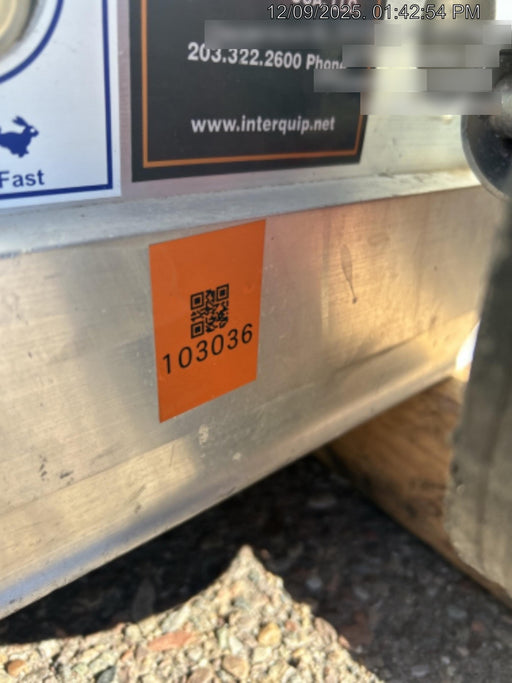 12/09/2025. 01:42:54 PM
203.322.2600 Phone
www.interquip.net
Fast
103036